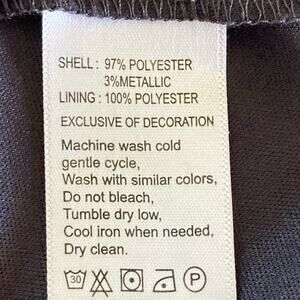 SHELL : 97% POLYESTER
3%METALLIC
LINING : 100% POLYESTER
EXCLUSIVE OF DECORATION
Machine wash cold
gentle cycle,
Wash with similar colors,
Do not bleach,
Tumble dry low,
Cool iron when needed,
Dry clean.
30 P